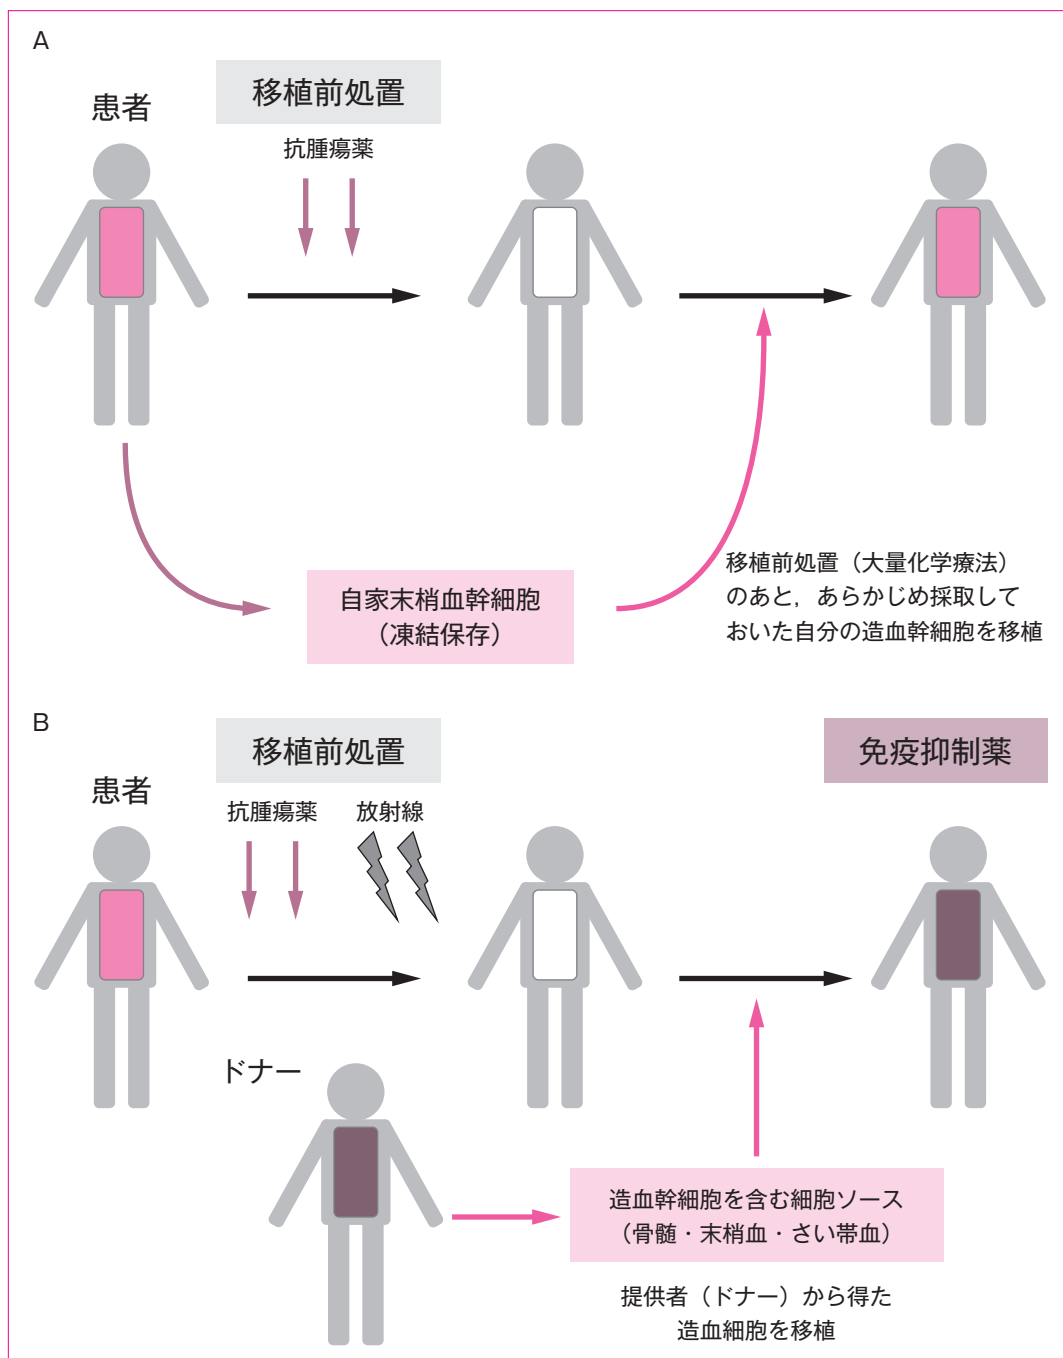 A
患者
移植前処置
抗腫瘍薬
自家末梢血幹細胞
（凍結保存）
移植前処置（大量化学療法）
のあと，あらかじめ採取して
おいた自分の造血幹細胞を移植
B
患者
移植前処置
抗腫瘍薬
放射線
免疫抑制薬
ドナー
造血幹細胞を含む細胞ソース
（骨髄・末梢血・さい帯血）
提供者（ドナー）から得た
造血細胞を移植